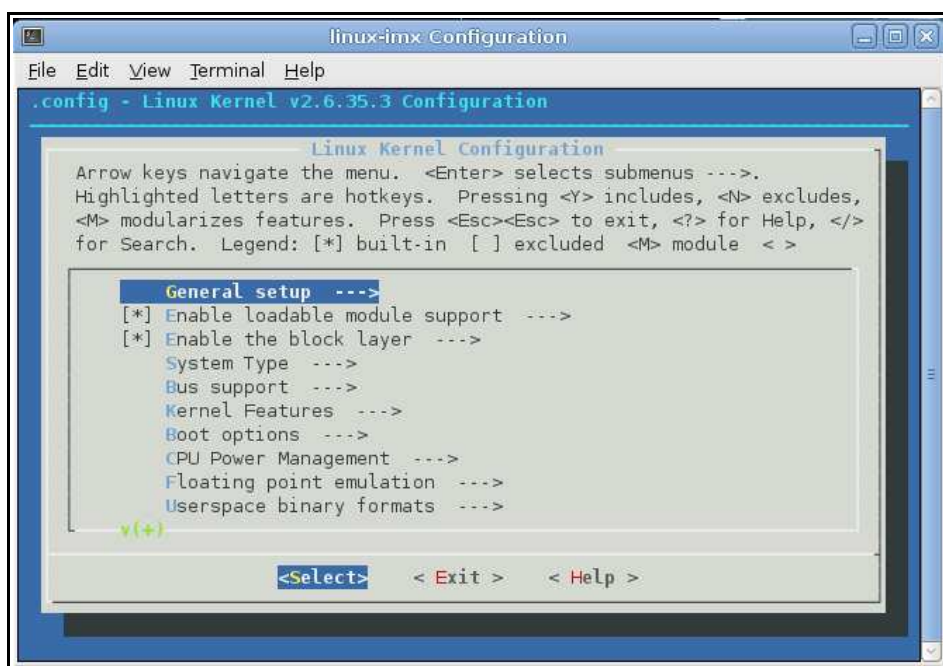 linux-imx Configuration
File Edit View Terminal Help
.config - Linux Kernel v2.6.35.3 Configuration
Linux Kernel Configuration
Arrow keys navigate the menu. <Enter> selects submenus --->.
Highlighted letters are hotkeys. Pressing <Y> includes, <N> excludes,
<M> modularizes features. Press <Esc><Esc> to exit, <?> for Help, </>
for Search. Legend: [*] built-in [ ] excluded <M> module < >
General setup --->
[*] Enable loadable module support --->
[*] Enable the block layer --->
System Type --->
Bus support --->
Kernel Features --->
Boot options --->
CPU Power Management --->
Floating point emulation --->
Userspace binary formats --->
v(+)
<Select> < Exit > < Help >